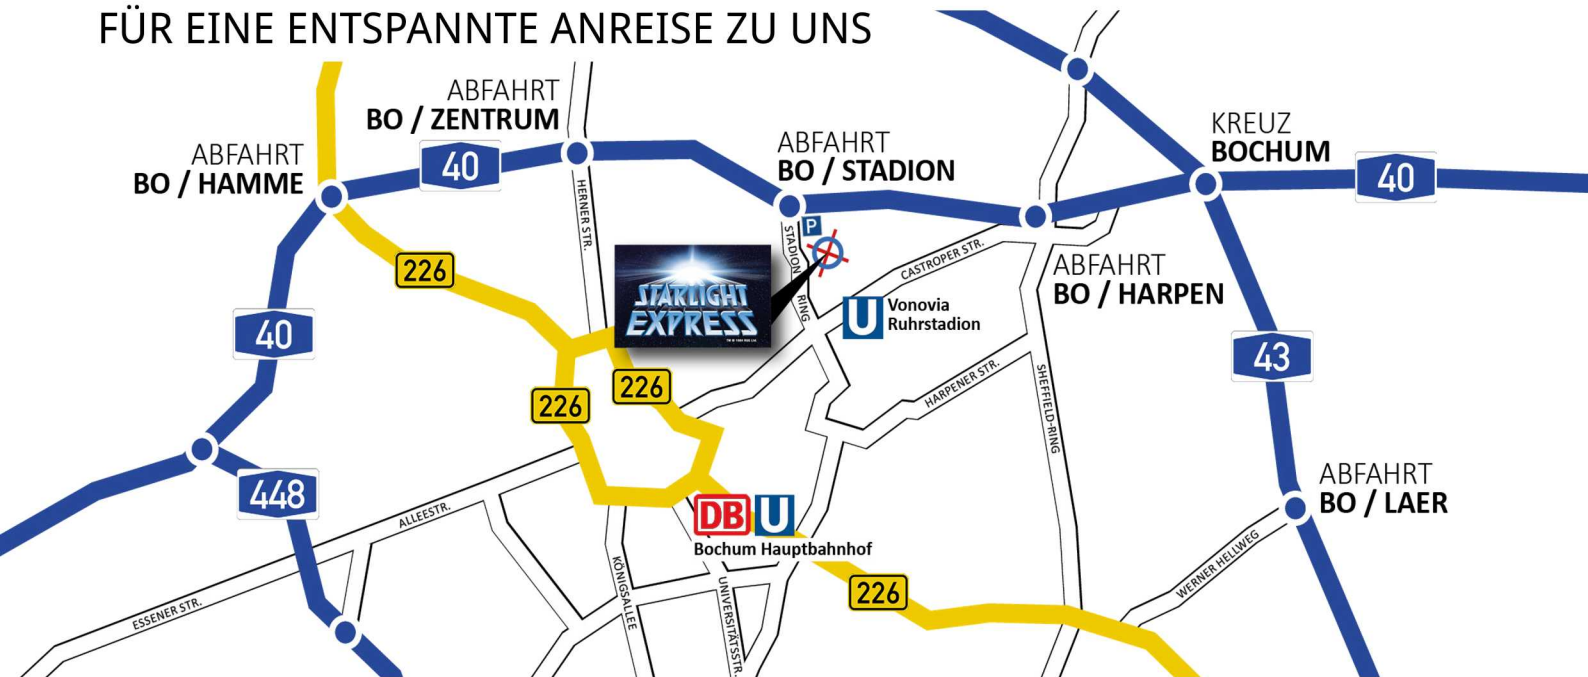 FÜR EINE ENTSPANNTE ANREISE ZU UNS
ABFAHRT
BO / ZENTRUM
ABFAHRT
BO / HAMME
40
ABFAHRT
BO / STADION
KREUZ
BOCHUM
40
HERNER STR.
P
STADION RING
CASTROPER STR.
226
ABFAHRT
BO / HARPEN
STARLIGHT
EXPRESS
U
Vonovia
Ruhrstadion
40
43
226
226
HARPENER STR.
SHEFFIELD-RING
448
ALLEESTR.
DB U
Bochum Hauptbahnhof
ABFAHRT
BO / LAER
WERNER HELLWEG
226
KÖNIGSALLEE
UNIVERSITÄTSSTR.
ESSENER STR.